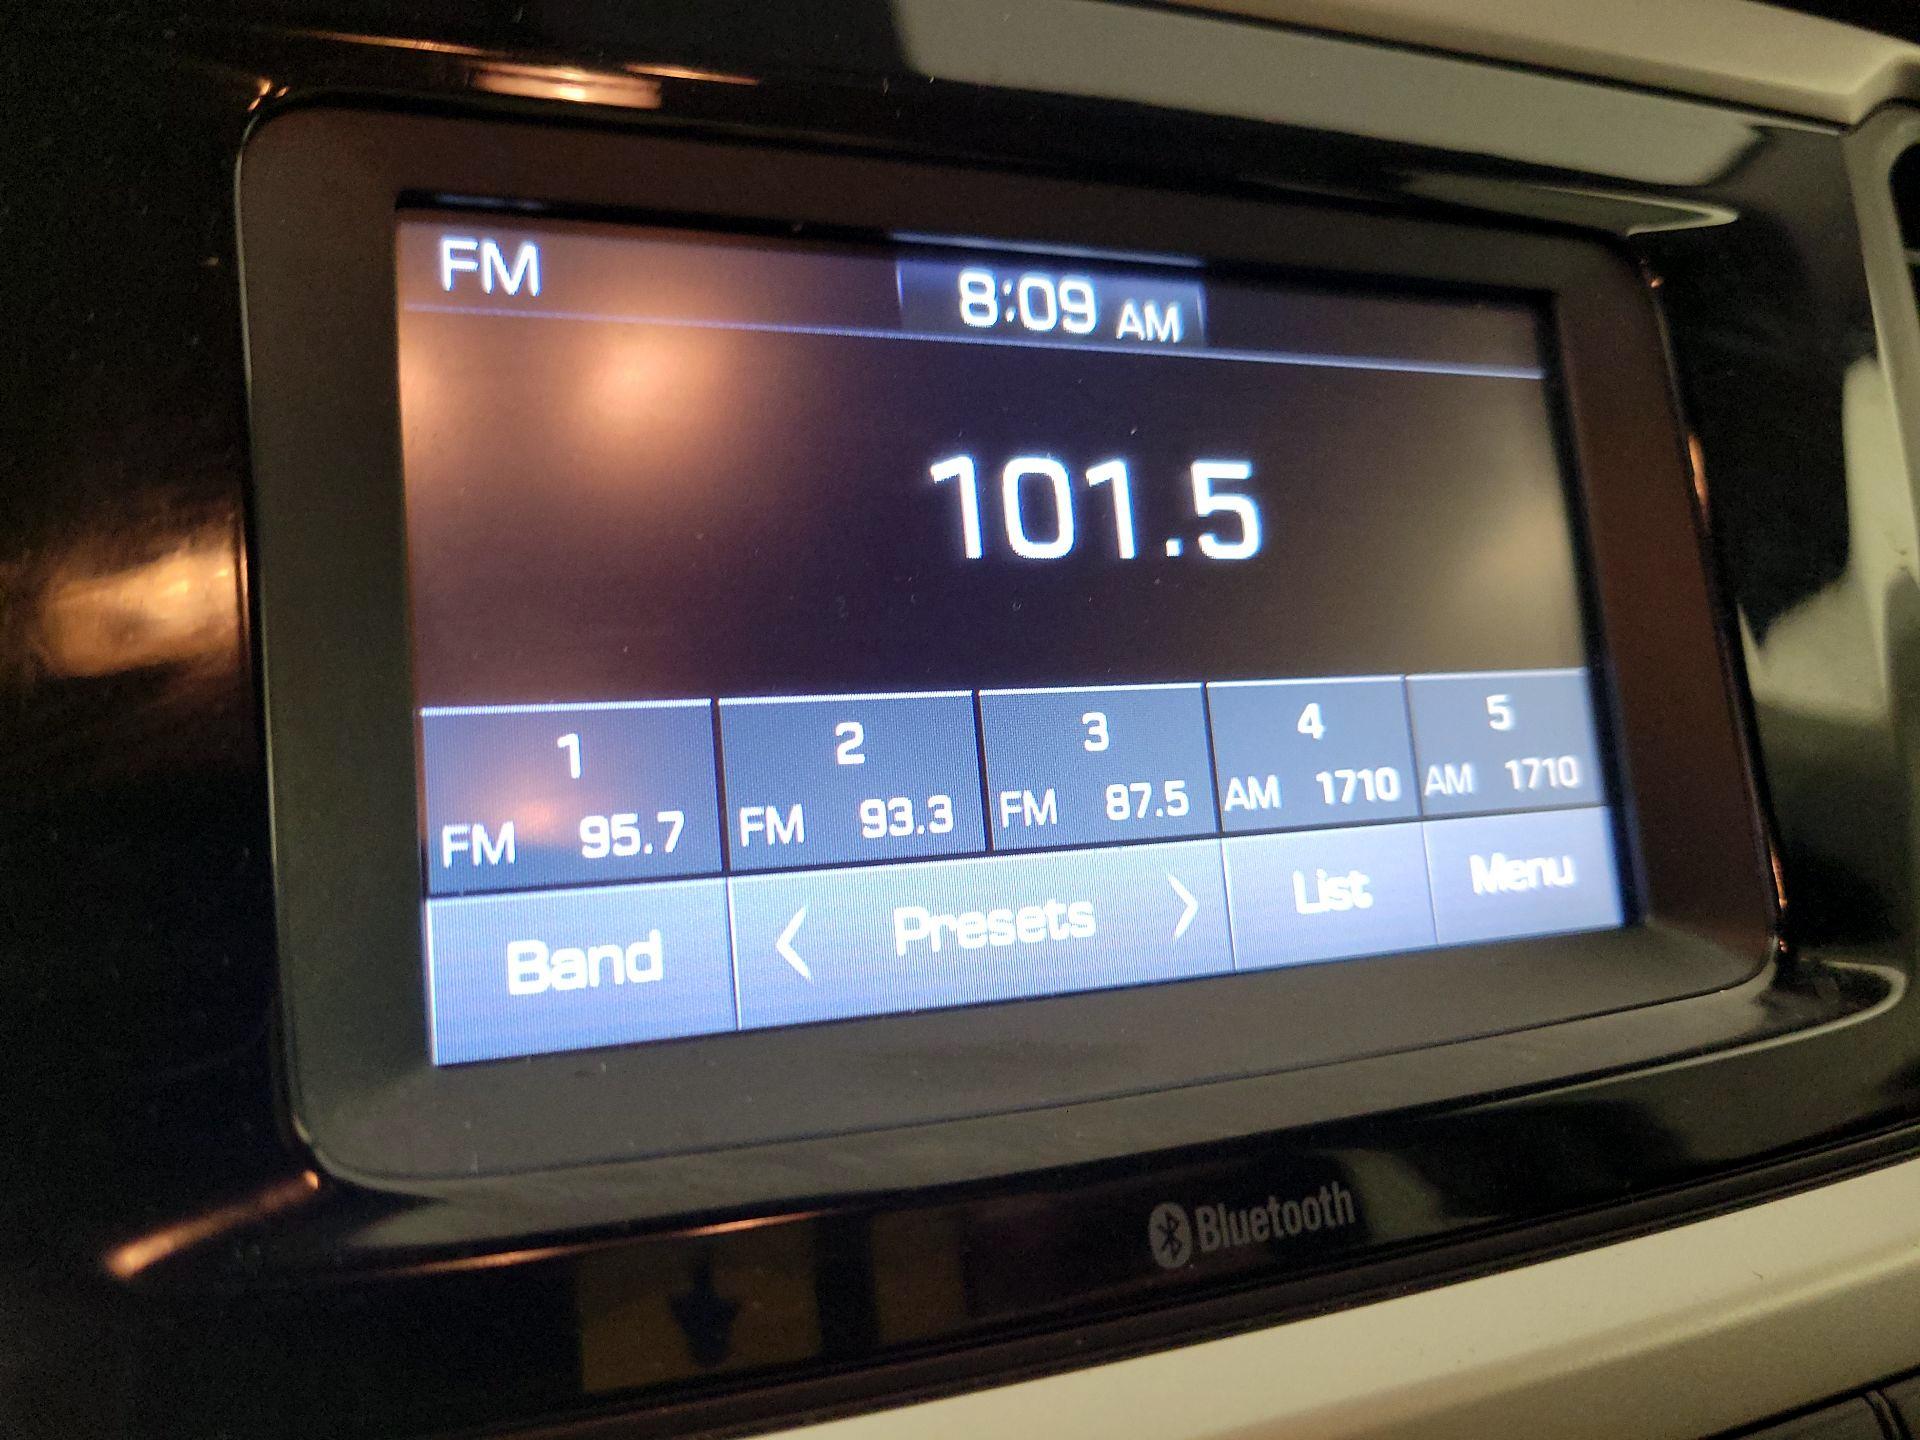 FM
8:09 AM
101.5
1 2 3 4 5
FM 95.7 FM 93.3 FM 87.5 AM 1710 AM 1710
Band < Presets > List Menu
Bluetooth